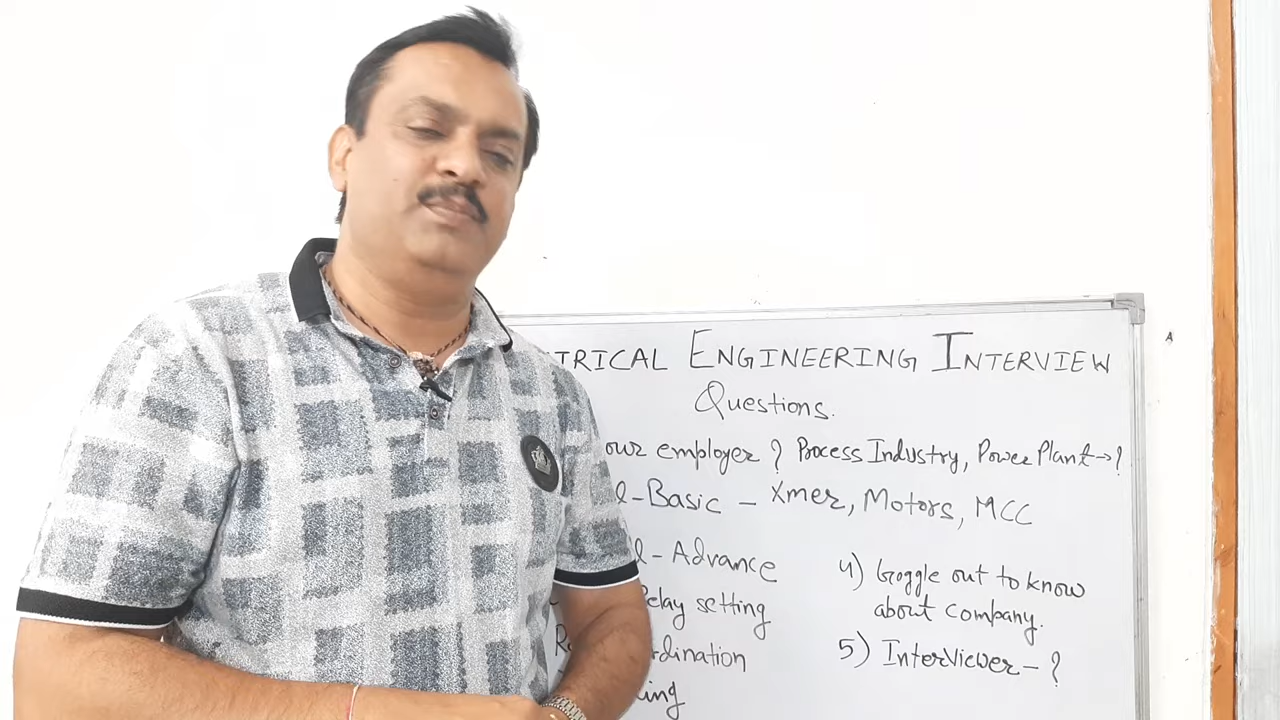 TRICAL ENGINEERING INTERVIEW
Questions.
our employer ? Process Industry, Power Plant→?
l-Basic - Xmer, Motors, MCC
l - Advance
Relay setting
rdination
ing
4) Goggle out to know
about company.
5) InterViewer - ?